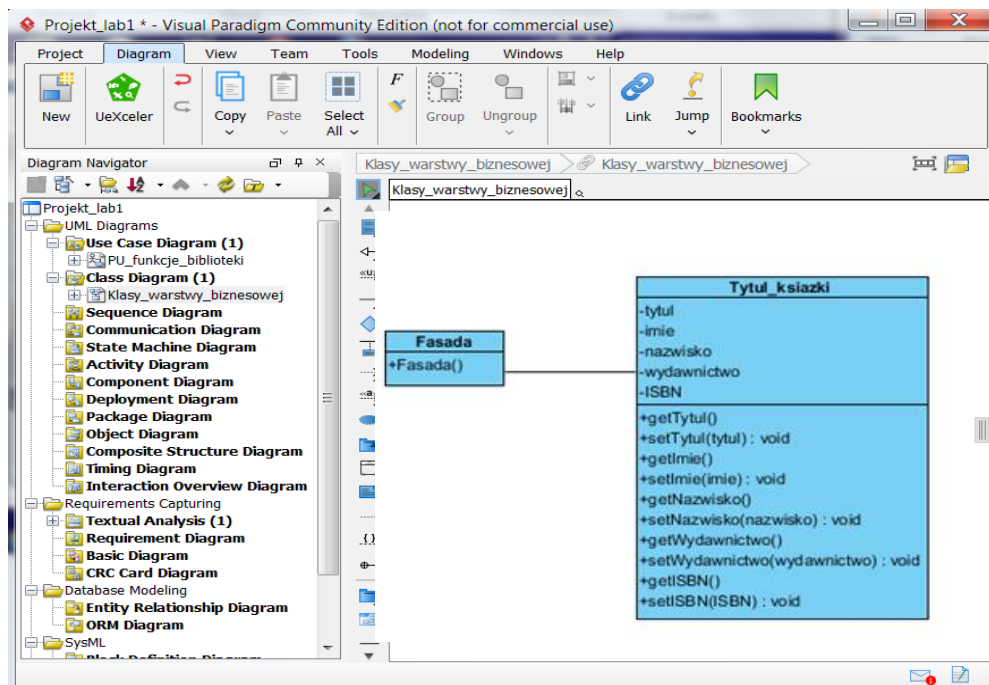 Projekt_lab1 * - Visual Paradigm Community Edition (not for commercial use)
Project Diagram View Team Tools Modeling Windows Help
New UeXceler Copy Paste Select All F Group Ungroup Link Jump Bookmarks
Diagram Navigator
Klasy_warstwy_biznesowej Klasy_warstwy_biznesowej
Klasy_warstwy_biznesowej
Projekt_lab1
UML Diagrams
Use Case Diagram (1)
PU_funkcje_biblioteki
Class Diagram (1)
Klasy_warstwy_biznesowej
Sequence Diagram
Communication Diagram
State Machine Diagram
Activity Diagram
Component Diagram
Deployment Diagram
Package Diagram
Object Diagram
Composite Structure Diagram
Timing Diagram
Interaction Overview Diagram
Requirements Capturing
Textual Analysis (1)
Requirement Diagram
Basic Diagram
CRC Card Diagram
Database Modeling
Entity Relationship Diagram
ORM Diagram
SysML
Block Definition Diagram
Fasada
+Fasada()
Tytul_ksiazki
-tytul
-imie
-nazwisko
-wydawnictwo
-ISBN
+getTytul()
+setTytul(tytul) : void
+getImie()
+setImie(imie) : void
+getNazwisko()
+setNazwisko(nazwisko) : void
+getWydawnictwo()
+setWydawnictwo(wydawnictwo) : void
+getISBN()
+setISBN(ISBN) : void